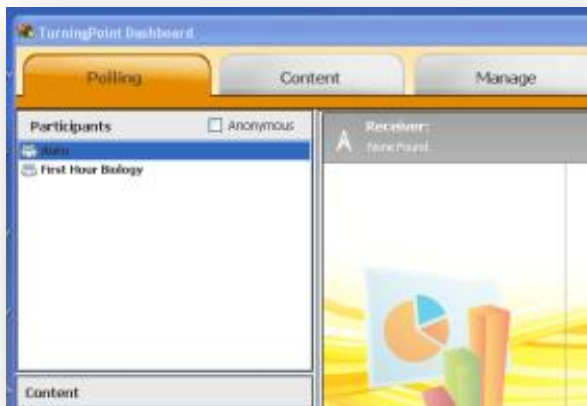 TurningPoint Dashboard
Polling Content Manage
Participants Anonymous
Auto
First Hour Biology
Receiver:
None Found.
Content